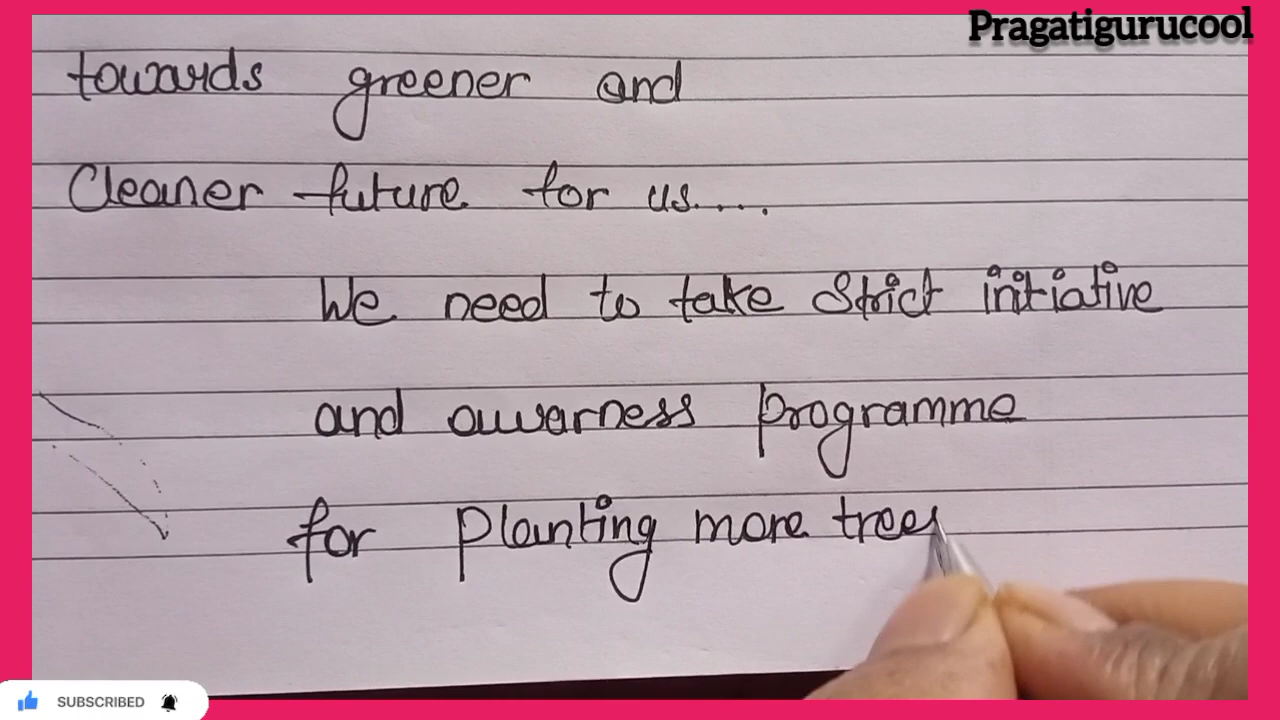 Pragatigurucool
towards greener and
Cleaner future for us....
We need to take Strict initiative
and awarness programme
for Planting more trees
SUBSCRIBED